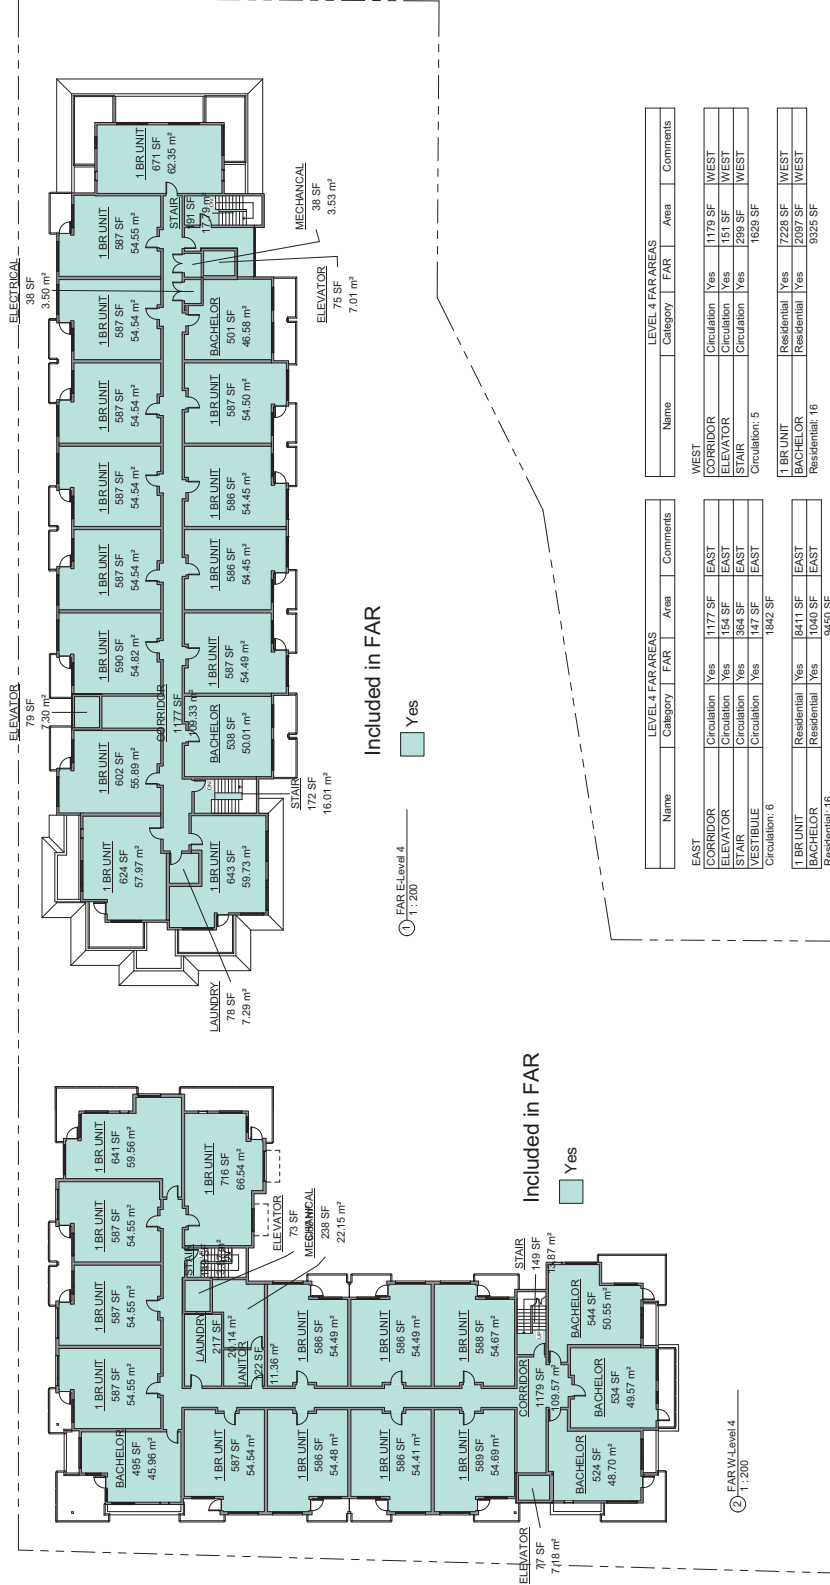 ELEVATOR
79 SF
7.30 m²
ELECTRICAL
38 SF
3.50 m²
1 BR UNIT
624 SF
57.97 m²
1 BR UNIT
602 SF
55.89 m²
1 BR UNIT
590 SF
54.82 m²
1 BR UNIT
587 SF
54.54 m²
1 BR UNIT
587 SF
54.54 m²
1 BR UNIT
587 SF
54.54 m²
1 BR UNIT
587 SF
54.54 m²
1 BR UNIT
587 SF
54.55 m²
1 BR UNIT
671 SF
62.35 m²
CORRIDOR
1177 SF
109.33 m²
STAIR
191 SF
17.79 m²
DN
LAUNDRY
78 SF
7.29 m²
1 BR UNIT
643 SF
59.73 m²
DN
STAIR
172 SF
16.01 m²
BACHELOR
538 SF
50.01 m²
1 BR UNIT
587 SF
54.49 m²
1 BR UNIT
586 SF
54.45 m²
1 BR UNIT
586 SF
54.45 m²
1 BR UNIT
587 SF
54.50 m²
BACHELOR
501 SF
46.58 m²
ELEVATOR
75 SF
7.01 m²
MECHANCAL
38 SF
3.53 m²
Included in FAR
Yes
1 FAR E-Level 4
1 : 200
BACHELOR
495 SF
45.96 m²
1 BR UNIT
587 SF
54.55 m²
1 BR UNIT
587 SF
54.55 m²
1 BR UNIT
587 SF
54.55 m²
1 BR UNIT
641 SF
59.56 m²
1 BR UNIT
716 SF
66.54 m²
STAIR
ELEVATOR
73 SF
MECHANICAL
238 SF
22.15 m²
LAUNDRY
217 SF
20.14 m²
JANITOR
122 SF
11.36 m²
1 BR UNIT
587 SF
54.54 m²
1 BR UNIT
586 SF
54.48 m²
1 BR UNIT
586 SF
54.41 m²
1 BR UNIT
589 SF
54.69 m²
1 BR UNIT
586 SF
54.49 m²
1 BR UNIT
586 SF
54.49 m²
1 BR UNIT
588 SF
54.67 m²
CORRIDOR
1179 SF
109.57 m²
UP
STAIR
149 SF
13.87 m²
ELEVATOR
77 SF
7.18 m²
BACHELOR
524 SF
48.70 m²
BACHELOR
534 SF
49.57 m²
BACHELOR
544 SF
50.55 m²
Included in FAR
Yes
2 FAR W-Level 4
1 : 200
LEVEL 4 FAR AREAS
Name Category FAR Area Comments
EAST
CORRIDOR Circulation Yes 1177 SF EAST
ELEVATOR Circulation Yes 154 SF EAST
STAIR Circulation Yes 364 SF EAST
VESTIBULE Circulation Yes 147 SF EAST
Circulation: 6 1842 SF
1 BR UNIT Residential Yes 8411 SF EAST
BACHELOR Residential Yes 1040 SF EAST
Residential: 16 9450 SF
LEVEL 4 FAR AREAS
Name Category FAR Area Comments
WEST
CORRIDOR Circulation Yes 1179 SF WEST
ELEVATOR Circulation Yes 151 SF WEST
STAIR Circulation Yes 299 SF WEST
Circulation: 5 1629 SF
1 BR UNIT Residential Yes 7228 SF WEST
BACHELOR Residential Yes 2097 SF WEST
Residential: 16 9325 SF